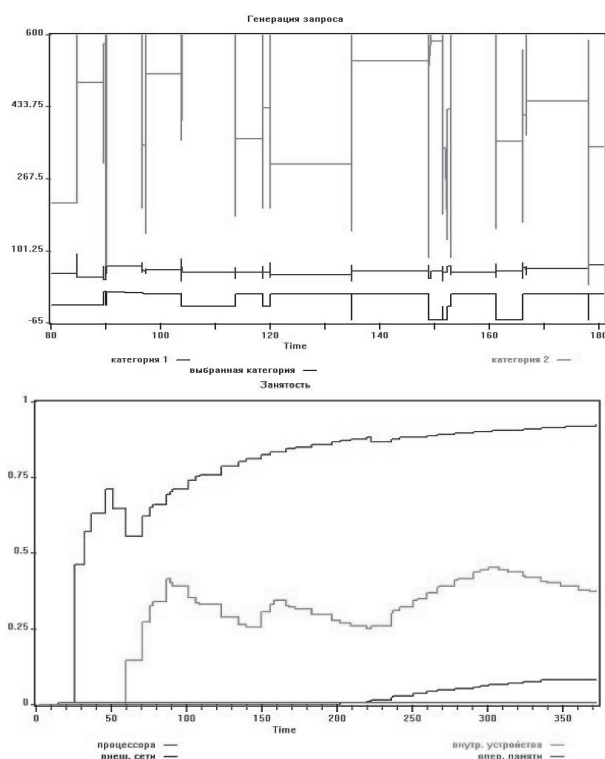 Генерация запроса
600
433.75
267.5
101.25
-65
80 100 120 140 160 180
Time
категория 1 категория 2
выбранная категория
Занятость
1
0.75
0.5
0.25
0
0 50 100 150 200 250 300 350
Time
процессора внутр. устройств
внеш. сети опер. памяти